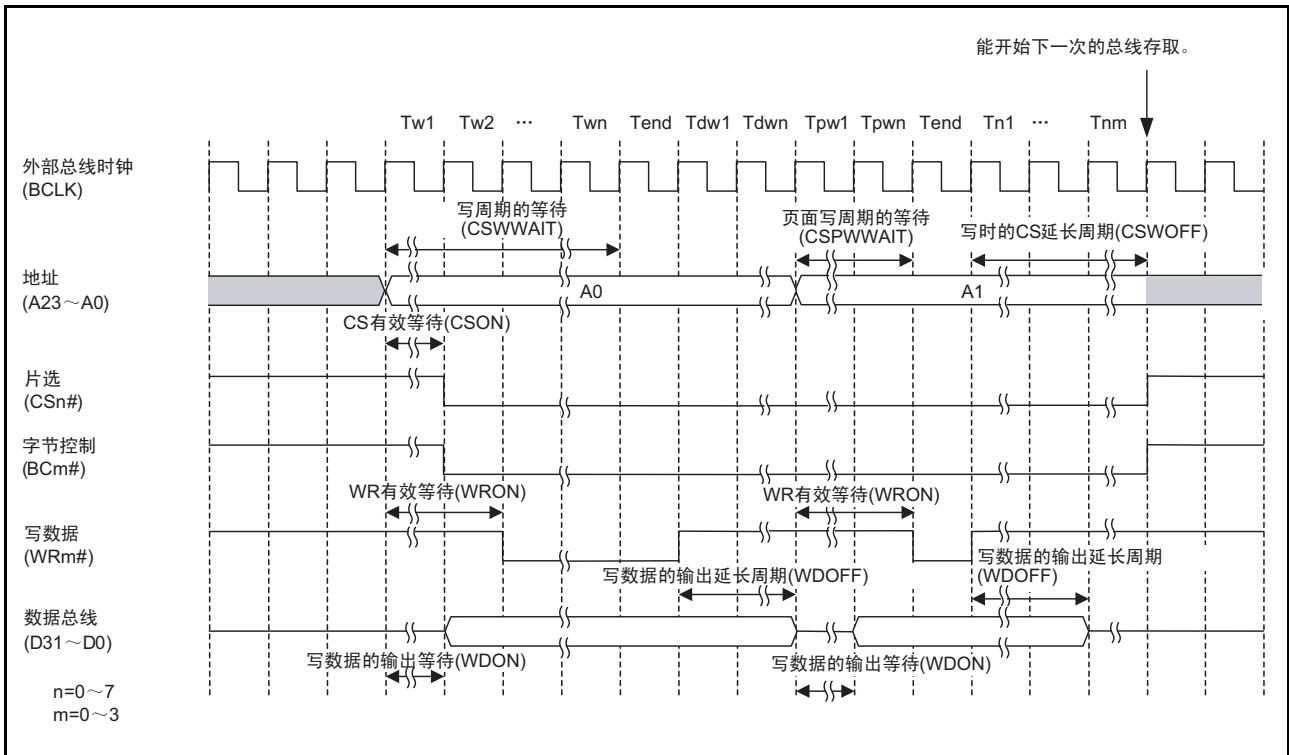 能开始下一次的总线存取。
Tw1 Tw2 … Twn Tend Tdw1 Tdwn Tpw1 Tpwn Tend Tn1 … Tnm
外部总线时钟
(BCLK)
写周期的等待
(CSWWAIT)
页面写周期的等待
(CSPWWAIT)
写时的CS延长周期(CSWOFF)
地址
(A23～A0)
A0
A1
CS有效等待(CSON)
片选
(CSn#)
字节控制
(BCm#)
WR有效等待(WRON)
WR有效等待(WRON)
写数据
(WRm#)
写数据的输出延长周期(WDOFF)
写数据的输出延长周期
(WDOFF)
数据总线
(D31～D0)
写数据的输出等待(WDON)
写数据的输出等待(WDON)
n=0～7
m=0～3